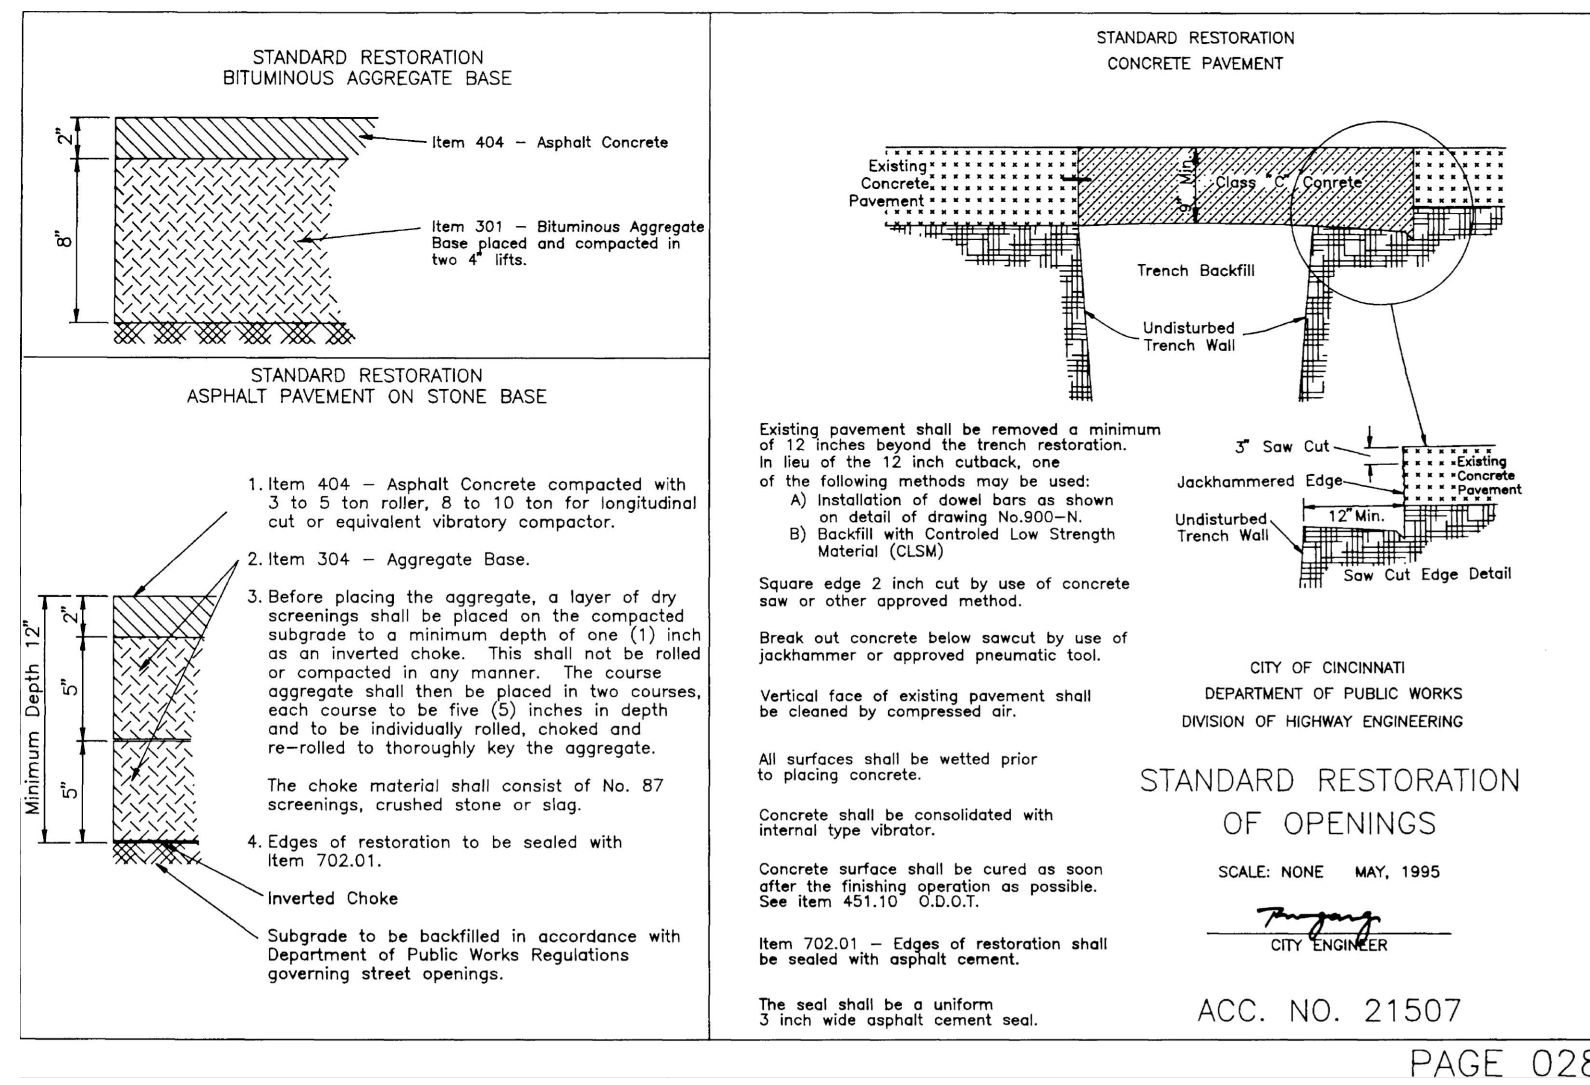 STANDARD RESTORATION
BITUMINOUS AGGREGATE BASE
2"
Item 404 – Asphalt Concrete
8"
Item 301 – Bituminous Aggregate
Base placed and compacted in
two 4" lifts.
STANDARD RESTORATION
ASPHALT PAVEMENT ON STONE BASE
1. Item 404 – Asphalt Concrete compacted with
3 to 5 ton roller, 8 to 10 ton for longitudinal
cut or equivalent vibratory compactor.
2. Item 304 – Aggregate Base.
3. Before placing the aggregate, a layer of dry
screenings shall be placed on the compacted
subgrade to a minimum depth of one (1) inch
as an inverted choke. This shall not be rolled
or compacted in any manner. The course
aggregate shall then be placed in two courses,
each course to be five (5) inches in depth
and to be individually rolled, choked and
re-rolled to thoroughly key the aggregate.
The choke material shall consist of No. 87
screenings, crushed stone or slag.
4. Edges of restoration to be sealed with
Item 702.01.
Inverted Choke
Subgrade to be backfilled in accordance with
Department of Public Works Regulations
governing street openings.
Minimum Depth 12"
2"
5"
5"
STANDARD RESTORATION
CONCRETE PAVEMENT
Existing
Concrete
Pavement
9" Min.
Class "C" Conrete
Trench Backfill
Undisturbed
Trench Wall
Existing pavement shall be removed a minimum
of 12 inches beyond the trench restoration.
In lieu of the 12 inch cutback, one
of the following methods may be used:
A) Installation of dowel bars as shown
on detail of drawing No.900-N.
B) Backfill with Controled Low Strength
Material (CLSM)
Square edge 2 inch cut by use of concrete
saw or other approved method.
Break out concrete below sawcut by use of
jackhammer or approved pneumatic tool.
Vertical face of existing pavement shall
be cleaned by compressed air.
All surfaces shall be wetted prior
to placing concrete.
Concrete shall be consolidated with
internal type vibrator.
Concrete surface shall be cured as soon
after the finishing operation as possible.
See item 451.10 O.D.O.T.
Item 702.01 – Edges of restoration shall
be sealed with asphalt cement.
The seal shall be a uniform
3 inch wide asphalt cement seal.
3" Saw Cut
Existing
Concrete
Pavement
Jackhammered Edge
12" Min.
Undisturbed
Trench Wall
Saw Cut Edge Detail
CITY OF CINCINNATI
DEPARTMENT OF PUBLIC WORKS
DIVISION OF HIGHWAY ENGINEERING
STANDARD RESTORATION
OF OPENINGS
SCALE: NONE MAY, 1995
CITY ENGINEER
ACC. NO. 21507
PAGE 028